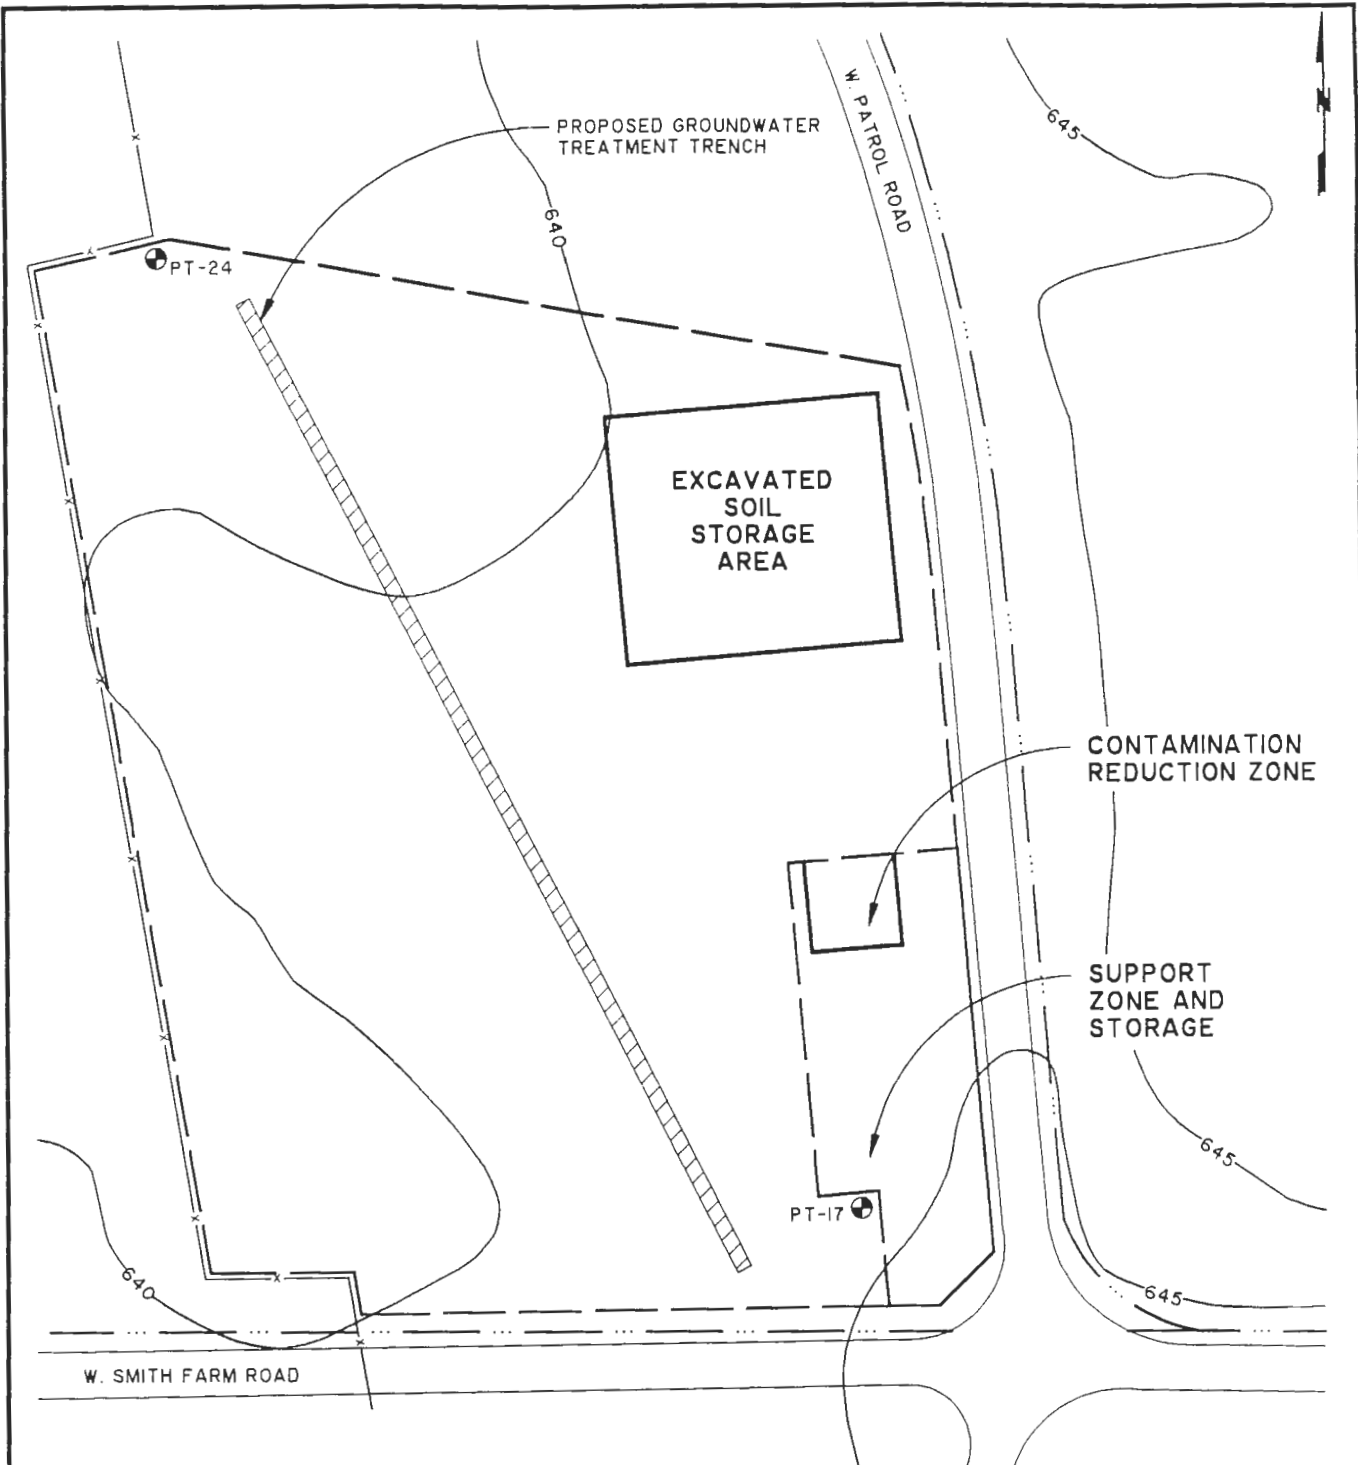 645
W. PATROL ROAD
PROPOSED GROUNDWATER
TREATMENT TRENCH
N
640
PT-24
EXCAVATED
SOIL
STORAGE
AREA
CONTAMINATION
REDUCTION ZONE
SUPPORT
ZONE AND
STORAGE
645
PT-17
640
645
W. SMITH FARM ROAD